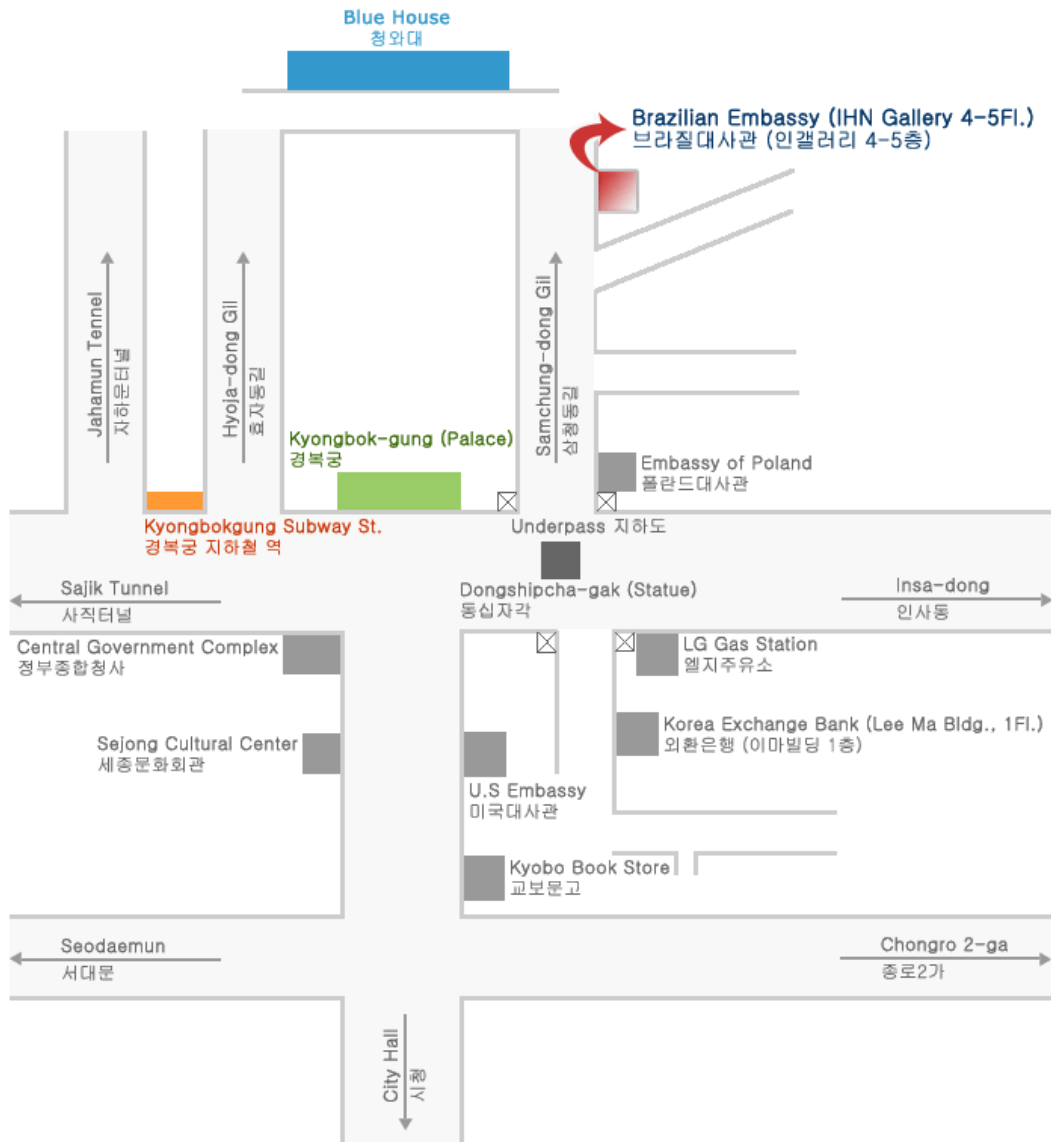 Blue House
청와대
Brazilian Embassy (IHN Gallery 4-5Fl.)
브라질대사관 (인갤러리 4-5층)
Jahamun Tennel
자하문터널
Hyoja-dong Gil
효자동길
Samchung-dong Gil
삼청동길
Kyongbok-gung (Palace)
경복궁
Embassy of Poland
폴란드대사관
Kyongbokgung Subway St.
경복궁 지하철 역
Underpass 지하도
Sajik Tunnel
사직터널
Dongshipcha-gak (Statue)
동십자각
Insa-dong
인사동
Central Government Complex
정부종합청사
LG Gas Station
엘지주유소
Sejong Cultural Center
세종문화회관
Korea Exchange Bank (Lee Ma Bldg., 1Fl.)
외환은행 (이마빌딩 1층)
U.S Embassy
미국대사관
Kyobo Book Store
교보문고
Seodaemun
서대문
Chongro 2-ga
종로2가
City Hall
시청